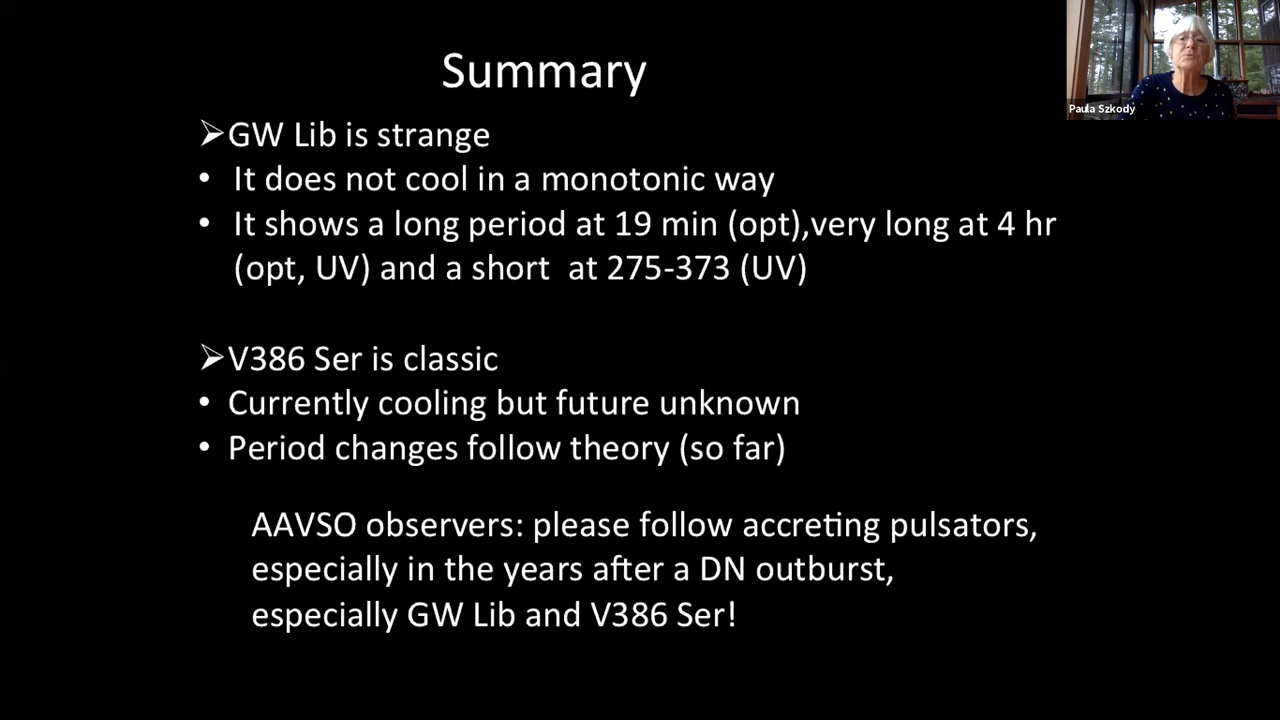 Summary
Paula Szkody
➢GW Lib is strange
• It does not cool in a monotonic way
• It shows a long period at 19 min (opt),very long at 4 hr
(opt, UV) and a short at 275-373 (UV)
➢V386 Ser is classic
• Currently cooling but future unknown
• Period changes follow theory (so far)
AAVSO observers: please follow accreting pulsators,
especially in the years after a DN outburst,
especially GW Lib and V386 Ser!